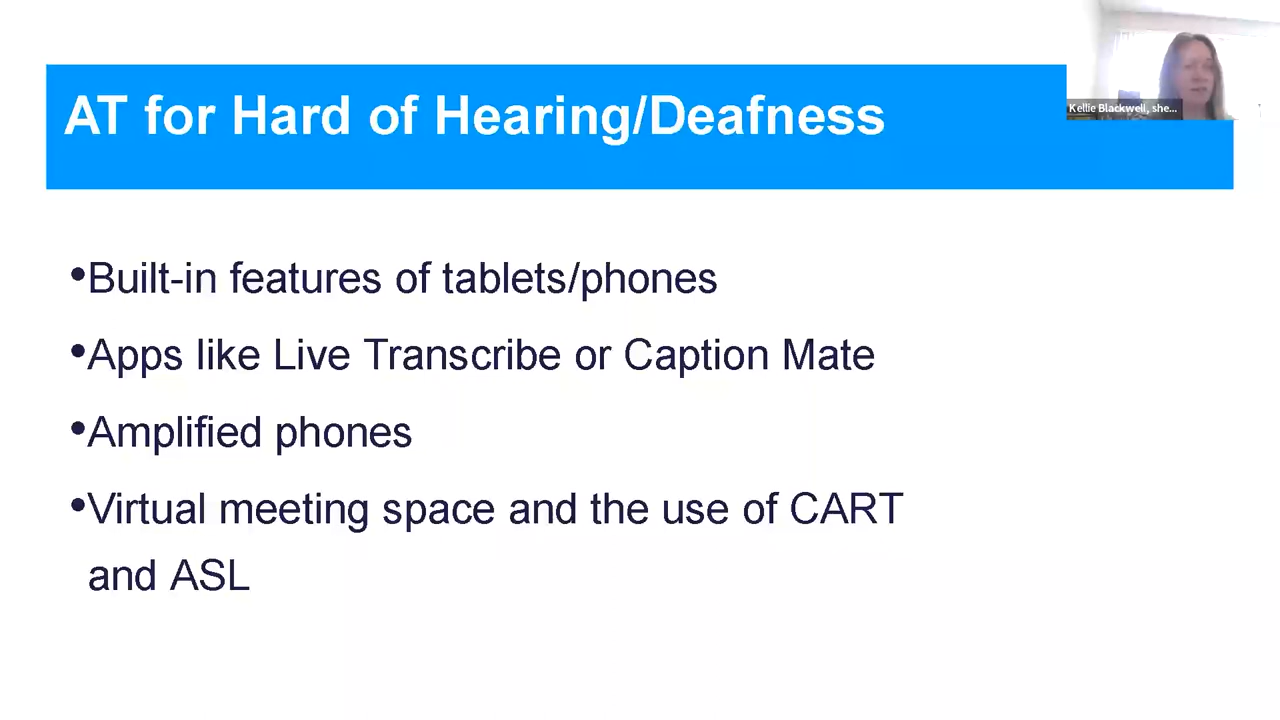 AT for Hard of Hearing/Deafness
Kellie Blackwell, she...
•Built-in features of tablets/phones
•Apps like Live Transcribe or Caption Mate
•Amplified phones
•Virtual meeting space and the use of CART
and ASL